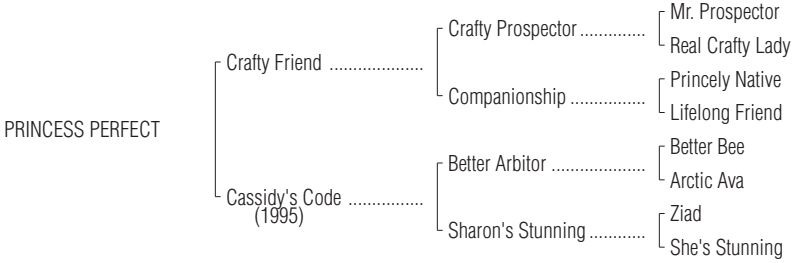 Mr. Prospector
Crafty Prospector ..............
Real Crafty Lady
Crafty Friend ....................
Princely Native
Companionship ................
Lifelong Friend
PRINCESS PERFECT
Better Bee
Better Arbitor ....................
Arctic Ava
Cassidy's Code ................
(1995)
Ziad
Sharon's Stunning ............
She's Stunning